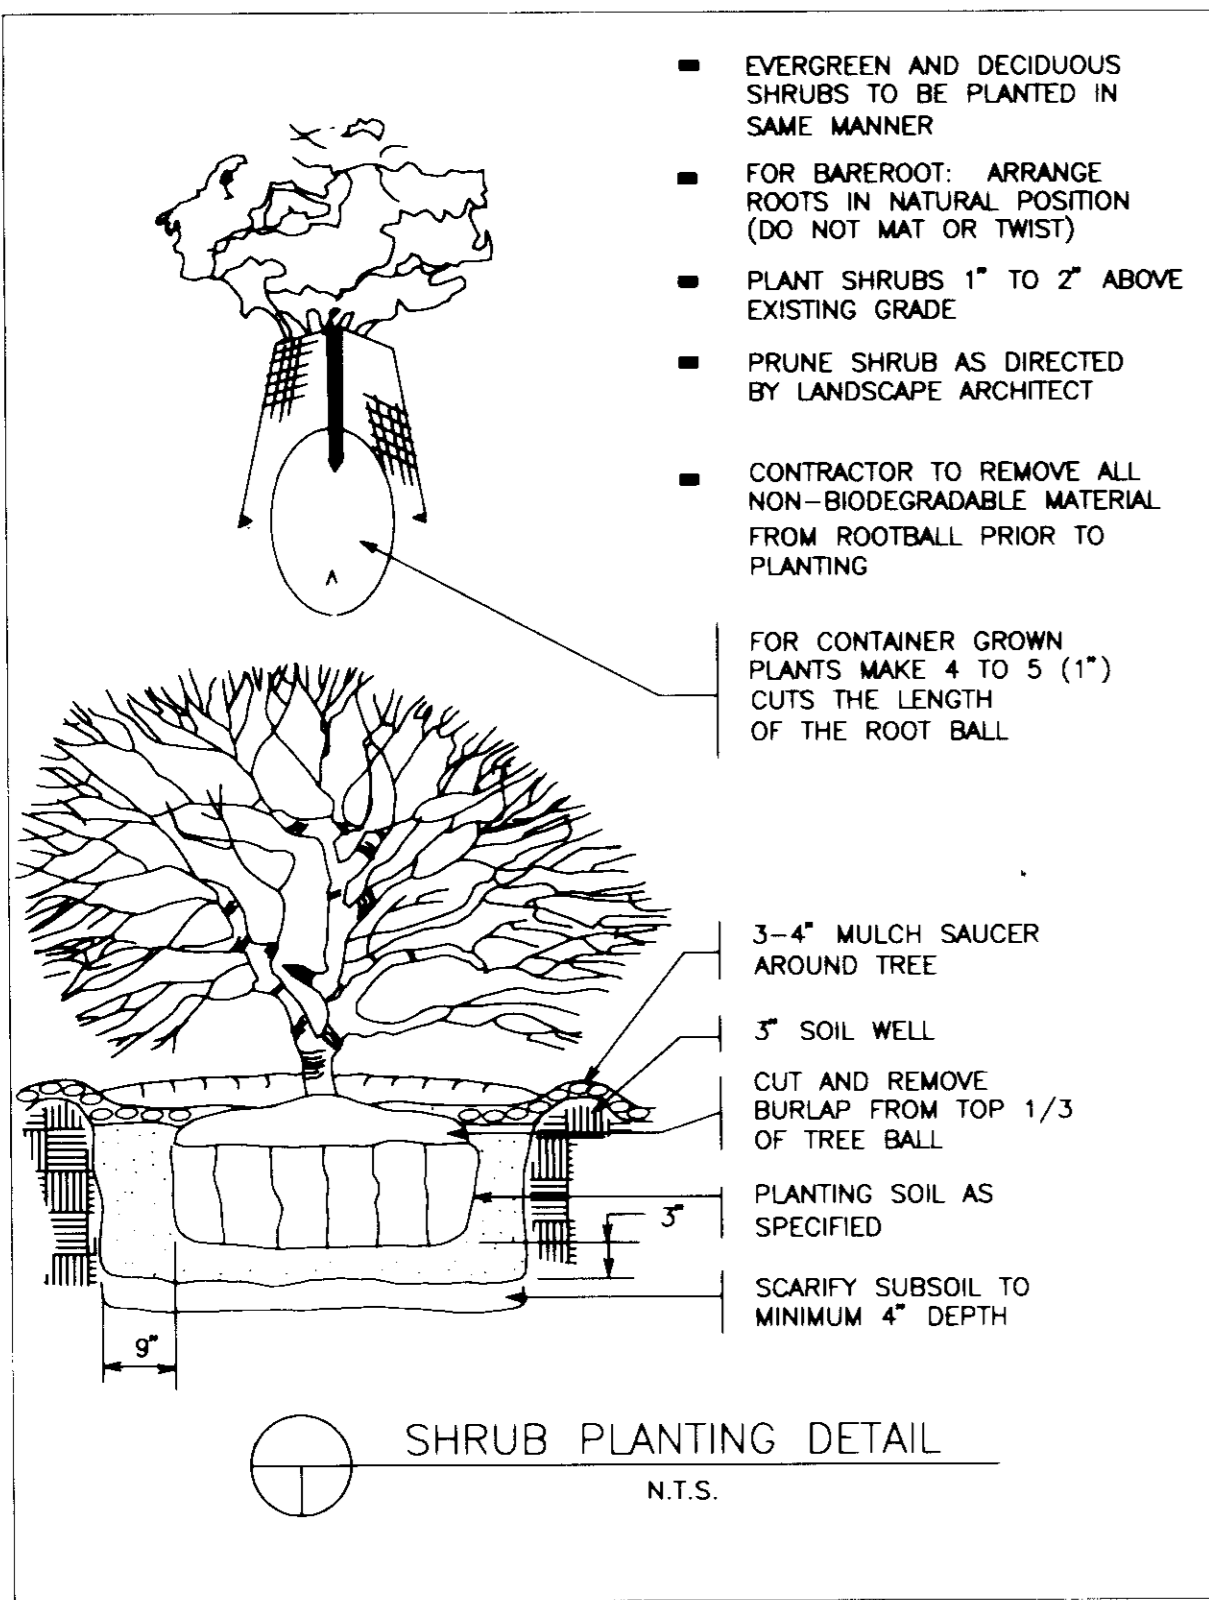 EVERGREEN AND DECIDUOUS
SHRUBS TO BE PLANTED IN
SAME MANNER
FOR BAREROOT: ARRANGE
ROOTS IN NATURAL POSITION
(DO NOT MAT OR TWIST)
PLANT SHRUBS 1" TO 2" ABOVE
EXISTING GRADE
PRUNE SHRUB AS DIRECTED
BY LANDSCAPE ARCHITECT
CONTRACTOR TO REMOVE ALL
NON-BIODEGRADABLE MATERIAL
FROM ROOTBALL PRIOR TO
PLANTING
FOR CONTAINER GROWN
PLANTS MAKE 4 TO 5 (1")
CUTS THE LENGTH
OF THE ROOT BALL
3-4" MULCH SAUCER
AROUND TREE
3" SOIL WELL
CUT AND REMOVE
BURLAP FROM TOP 1/3
OF TREE BALL
PLANTING SOIL AS
SPECIFIED
3"
SCARIFY SUBSOIL TO
MINIMUM 4" DEPTH
9"
SHRUB PLANTING DETAIL
N.T.S.